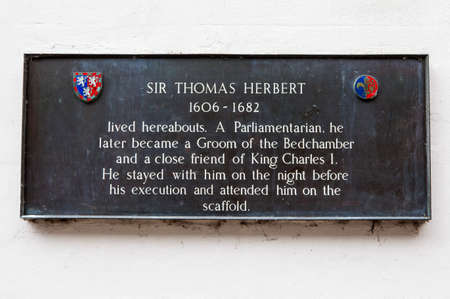 SIR THOMAS HERBERT
1606-1682
lived hereabouts. A Parliamentarian, he
later became a Groom of the Bedchamber
and a close friend of King Charles I.
He stayed with him on the night before
his execution and attended him on the
scaffold.